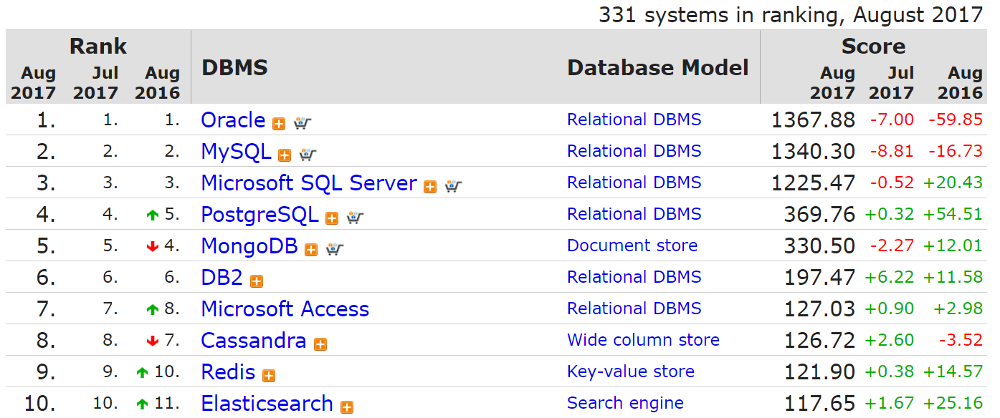 331 systems in ranking, August 2017
Rank DBMS Database Model Score
Aug 2017 Jul 2017 Aug 2016 Aug 2017 Jul 2017 Aug 2016
1. 1. 1. Oracle Relational DBMS 1367.88 -7.00 -59.85
2. 2. 2. MySQL Relational DBMS 1340.30 -8.81 -16.73
3. 3. 3. Microsoft SQL Server Relational DBMS 1225.47 -0.52 +20.43
4. 4. 5. PostgreSQL Relational DBMS 369.76 +0.32 +54.51
5. 5. 4. MongoDB Document store 330.50 -2.27 +12.01
6. 6. 6. DB2 Relational DBMS 197.47 +6.22 +11.58
7. 7. 8. Microsoft Access Relational DBMS 127.03 +0.90 +2.98
8. 8. 7. Cassandra Wide column store 126.72 +2.60 -3.52
9. 9. 10. Redis Key-value store 121.90 +0.38 +14.57
10. 10. 11. Elasticsearch Search engine 117.65 +1.67 +25.16